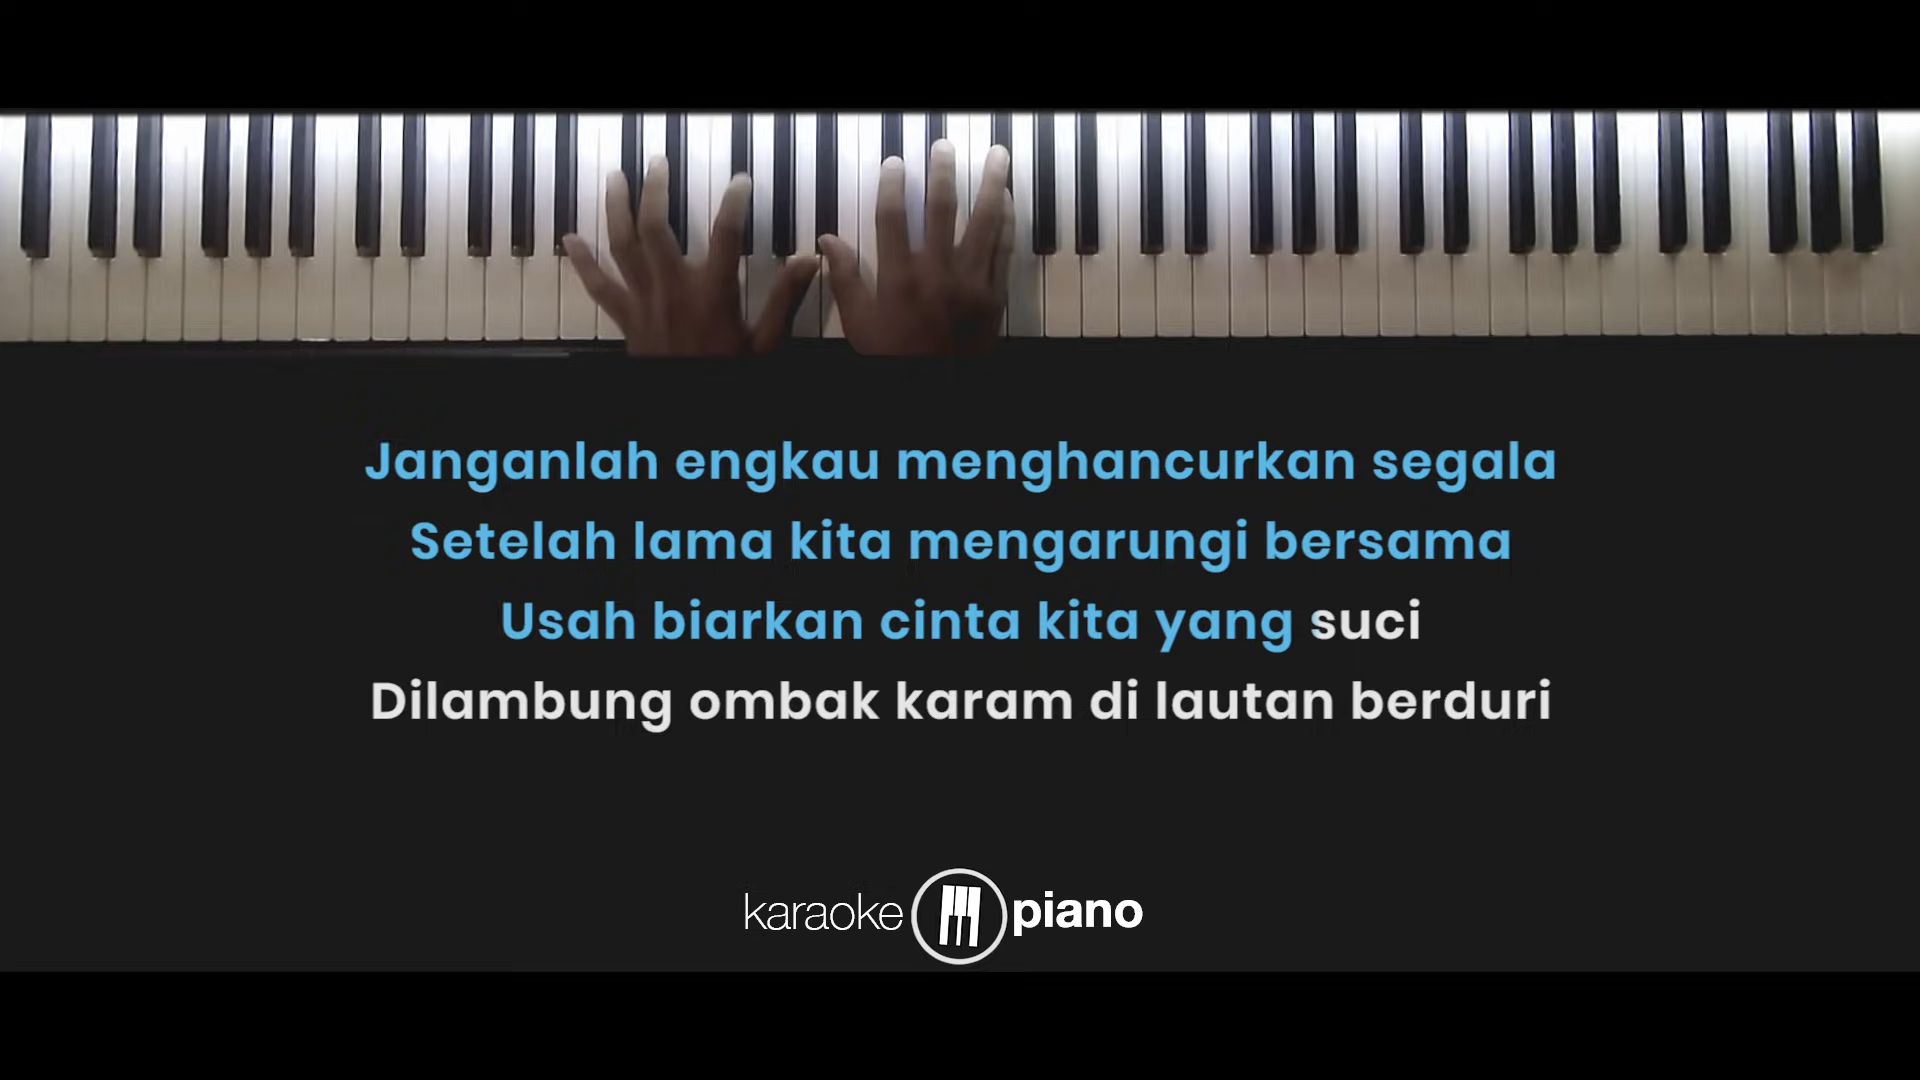 Janganlah engkau menghancurkan segala
Setelah lama kita mengarungi bersama
Usah biarkan cinta kita yang suci
Dilambung ombak karam di lautan berduri
karaoke piano